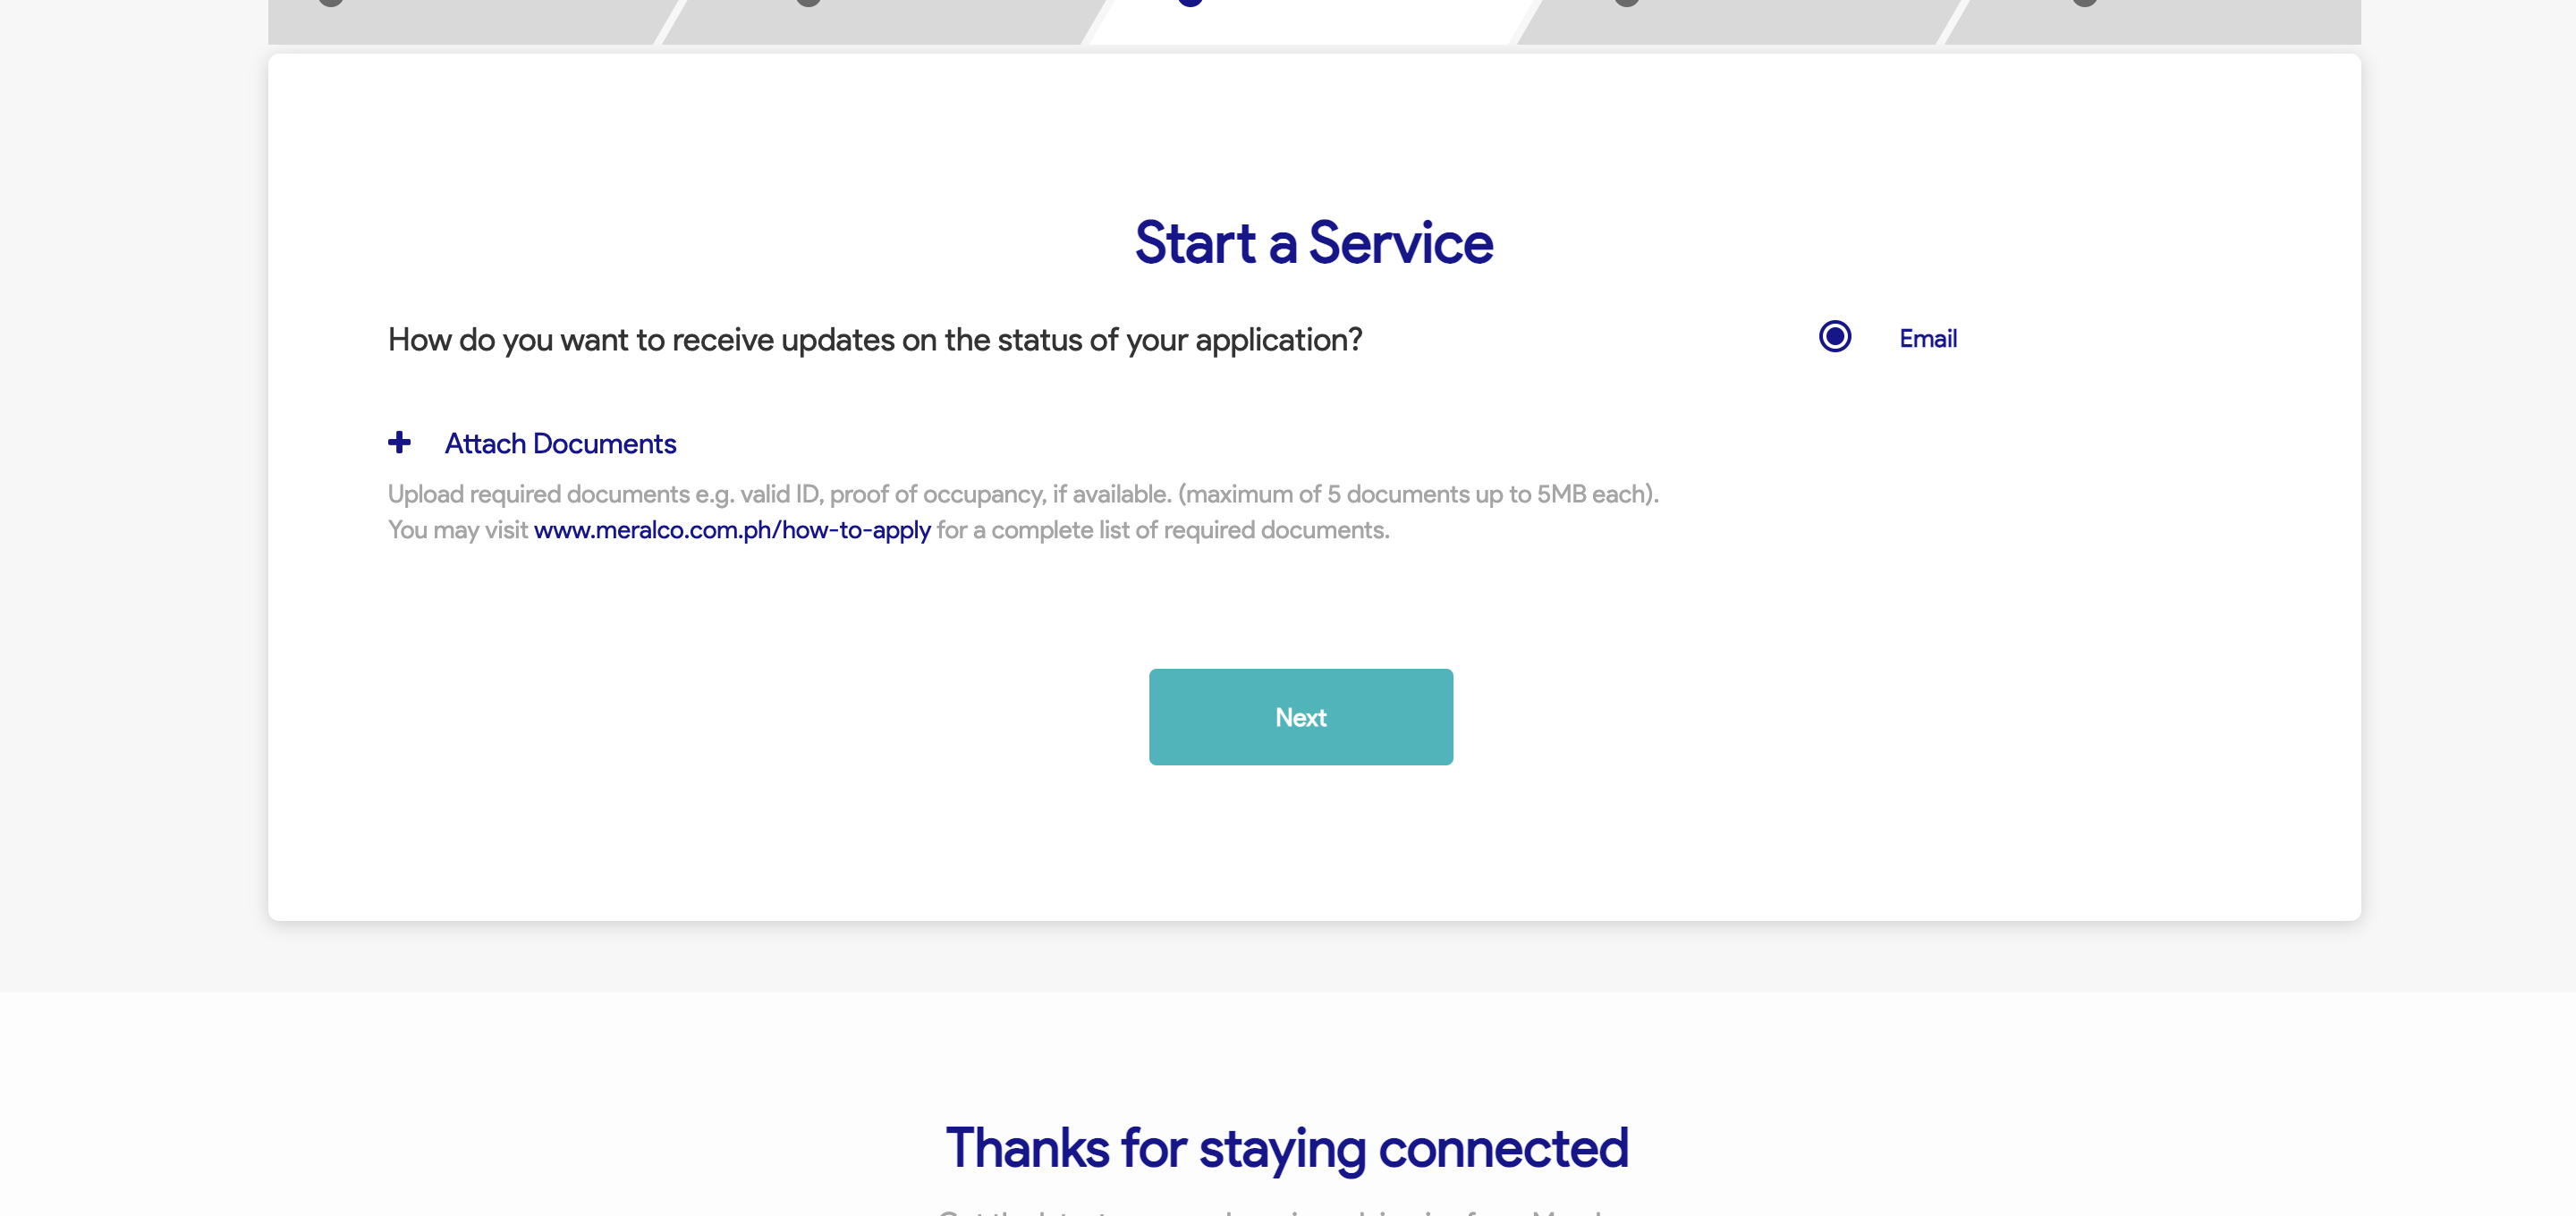 Start a Service
How do you want to receive updates on the status of your application?
Email
Attach Documents
Upload required documents e.g. valid ID, proof of occupancy, if available. (maximum of 5 documents up to 5MB each).
You may visit www.meralco.com.ph/how-to-apply for a complete list of required documents.
Next
Thanks for staying connected